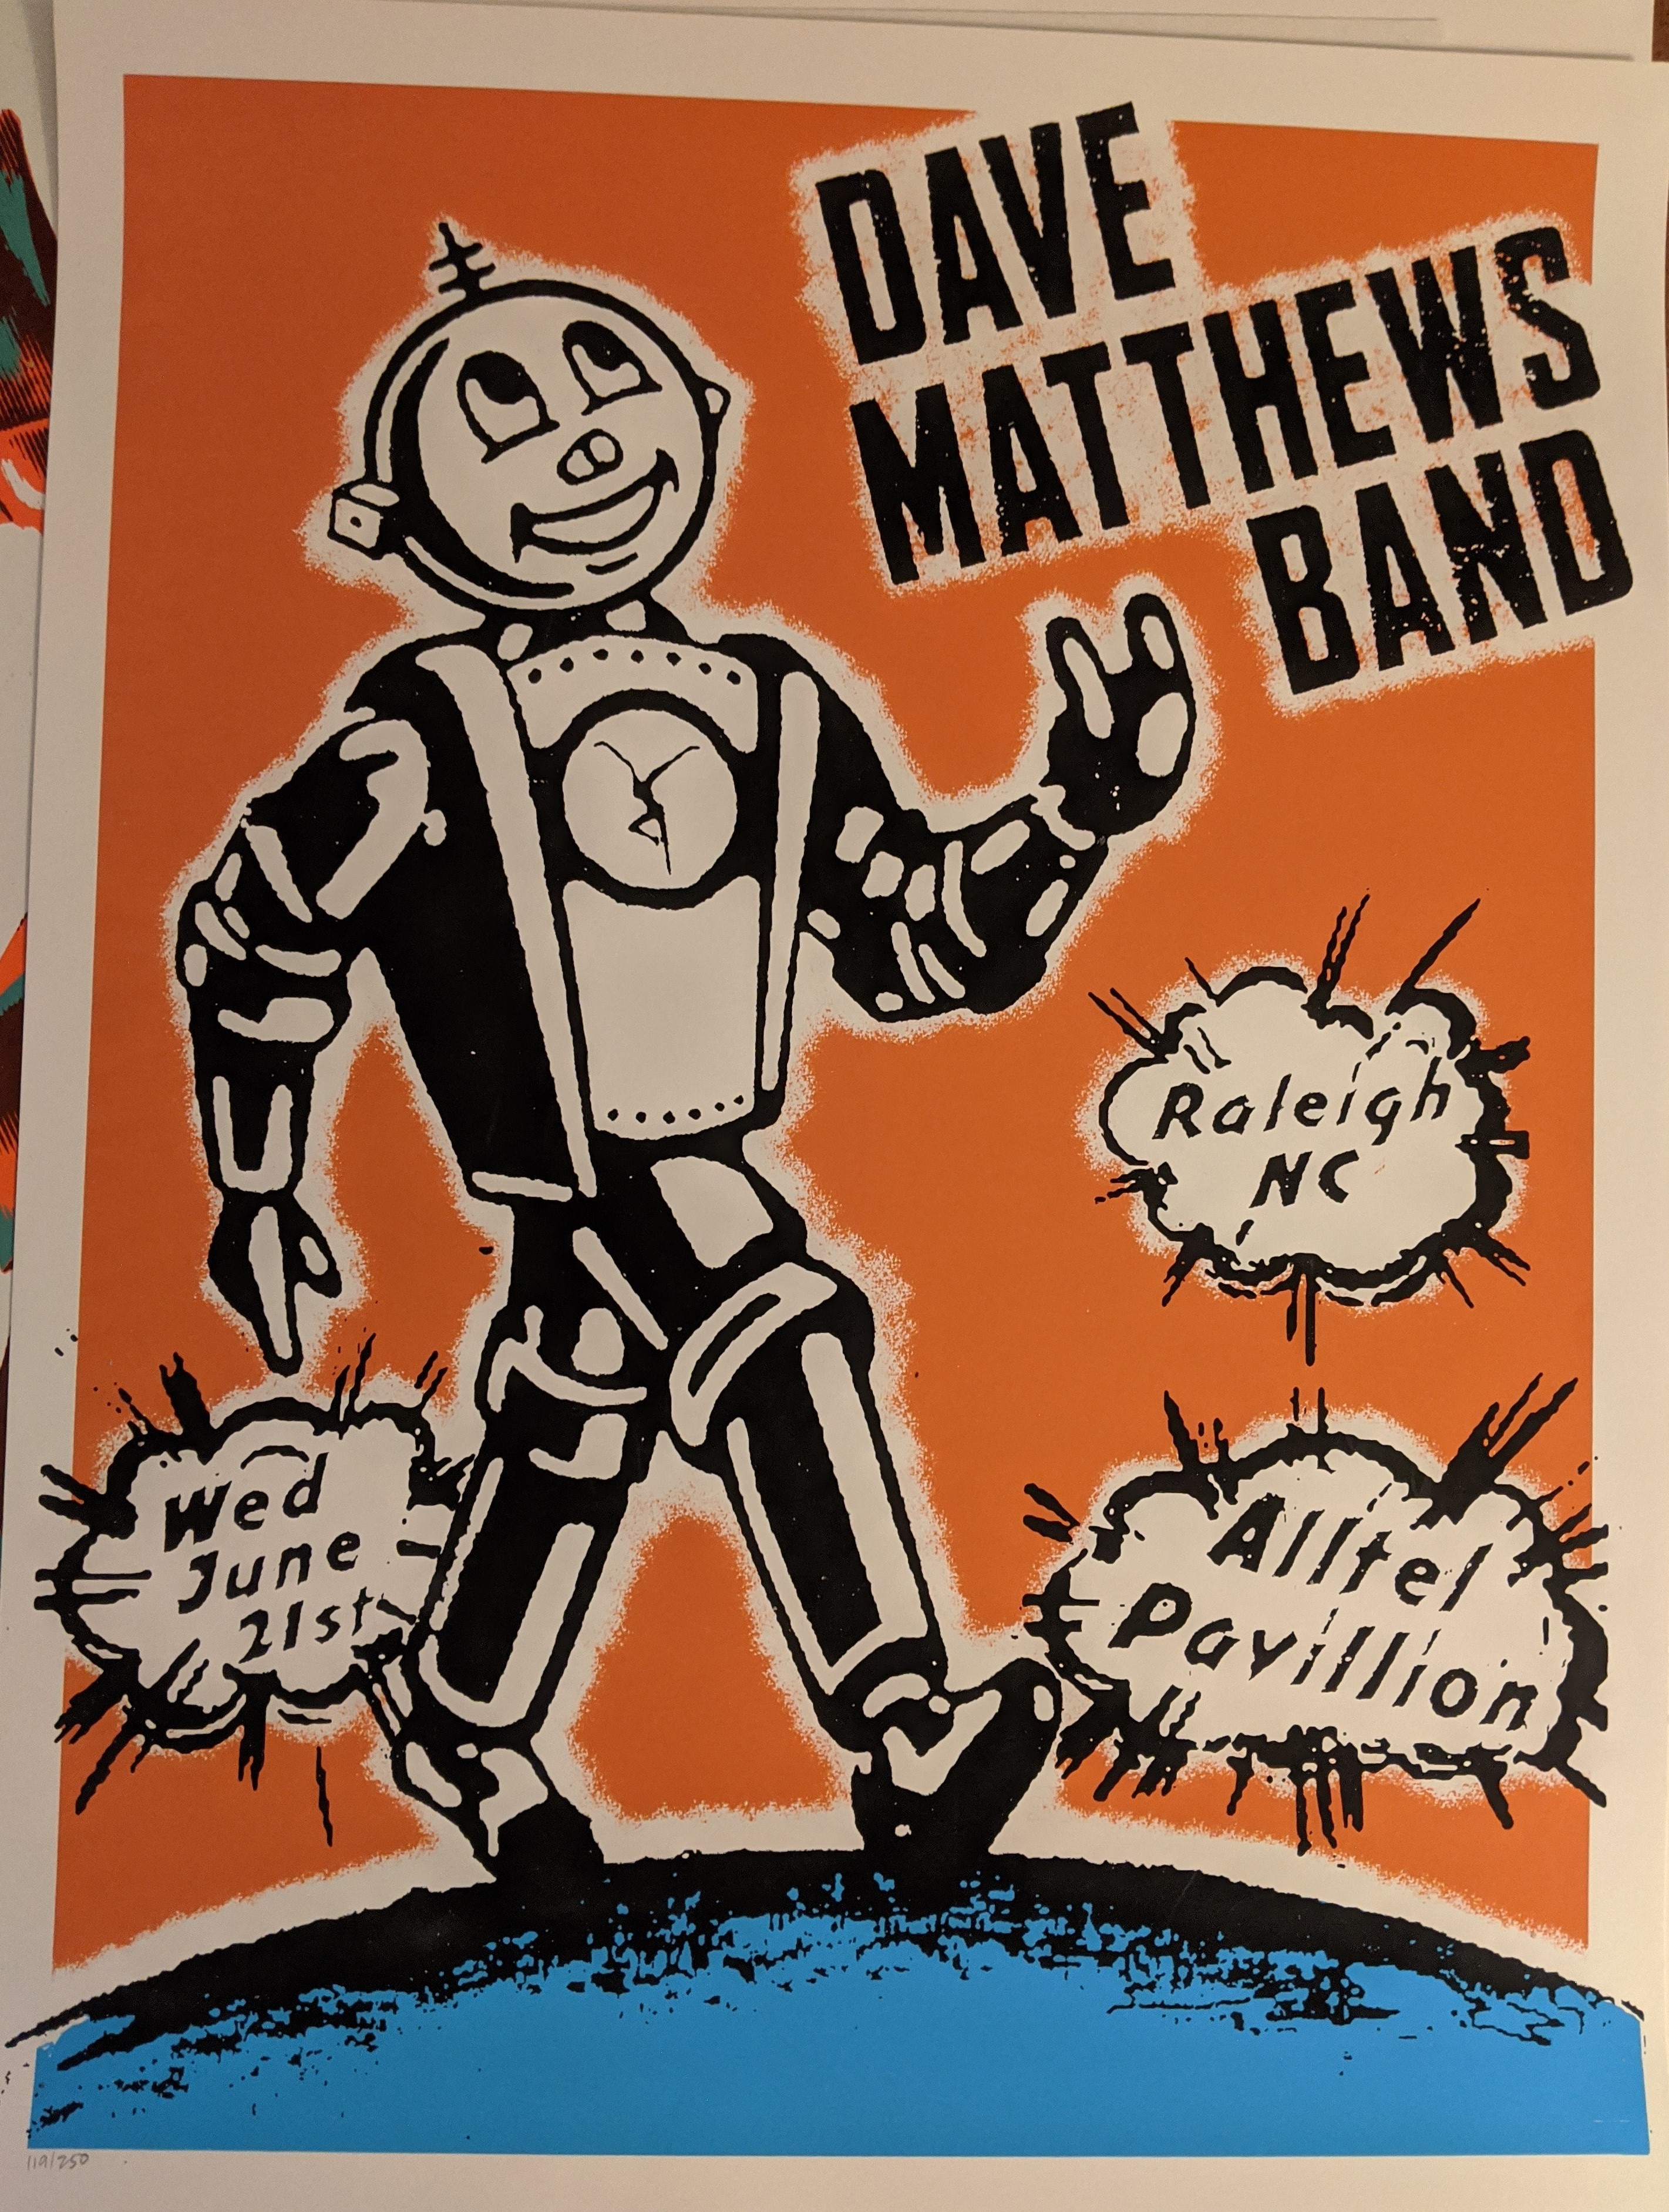 DAVE
MATTHEWS
BAND
Raleigh
NC
Wed
June
21st
Alltel
Pavillion
119/250